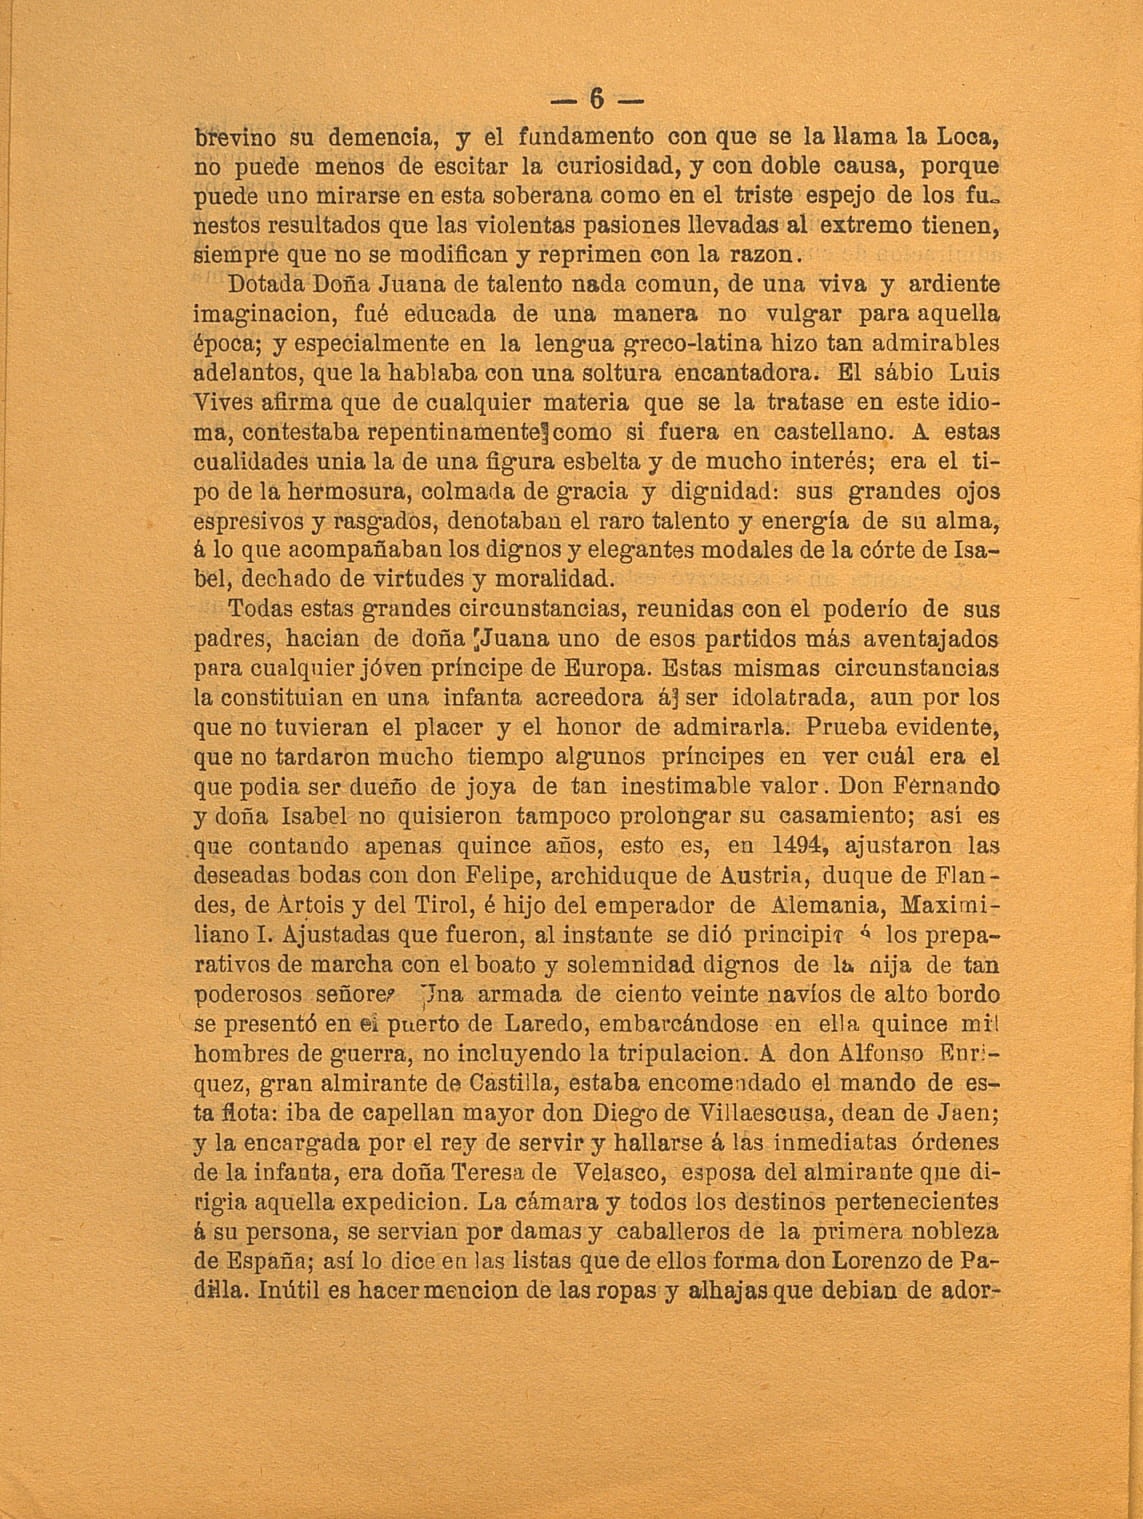 — 6 —
brevino su demencia, y el fundamento con que se la llama la Loca,
no puede menos de escitar la curiosidad, y con doble causa, porque
puede uno mirarse en esta soberana como en el triste espejo de los fu-
nestos resultados que las violentas pasiones llevadas al extremo tienen,
siempre que no se modifican y reprimen con la razon.
Dotada Doña Juana de talento nada comun, de una viva y ardiente
imaginacion, fué educada de una manera no vulgar para aquella
época; y especialmente en la lengua greco-latina hizo tan admirables
adelantos, que la hablaba con una soltura encantadora. El sábio Luis
Vives afirma que de cualquier materia que se la tratase en este idio-
ma, contestaba repentinamente como si fuera en castellano. A estas
cualidades unia la de una figura esbelta y de mucho interés; era el ti-
po de la hermosura, colmada de gracia y dignidad: sus grandes ojos
espresivos y rasgados, denotaban el raro talento y energía de su alma,
á lo que acompañaban los dignos y elegantes modales de la córte de Isa-
bel, dechado de virtudes y moralidad.
Todas estas grandes circunstancias, reunidas con el poderío de sus
padres, hacian de doña Juana uno de esos partidos más aventajados
para cualquier jóven príncipe de Europa. Estas mismas circunstancias
la constituian en una infanta acreedora á ser idolatrada, aun por los
que no tuvieran el placer y el honor de admirarla. Prueba evidente,
que no tardaron mucho tiempo algunos príncipes en ver cuál era el
que podia ser dueño de joya de tan inestimable valor. Don Fernando
y doña Isabel no quisieron tampoco prolongar su casamiento; así es
que contando apenas quince años, esto es, en 1494, ajustaron las
deseadas bodas con don Felipe, archiduque de Austria, duque de Flan-
des, de Artois y del Tirol, é hijo del emperador de Alemania, Maximi-
liano I. Ajustadas que fueron, al instante se dió principio á los prepa-
rativos de marcha con el boato y solemnidad dignos de la hija de tan
poderosos señores Una armada de ciento veinte navíos de alto bordo
se presentó en el puerto de Laredo, embarcándose en ella quince mil
hombres de guerra, no incluyendo la tripulacion. A don Alfonso Enri-
quez, gran almirante de Castilla, estaba encomendado el mando de es-
ta flota: iba de capellan mayor don Diego de Villaescusa, dean de Jaen;
y la encargada por el rey de servir y hallarse á las inmediatas órdenes
de la infanta, era doña Teresa de Velasco, esposa del almirante que di-
rigia aquella expedicion. La cámara y todos los destinos pertenecientes
á su persona, se servian por damas y caballeros de la primera nobleza
de España; así lo dice en las listas que de ellos forma don Lorenzo de Pa-
dilla. Inútil es hacer mencion de las ropas y alhajas que debian de ador-